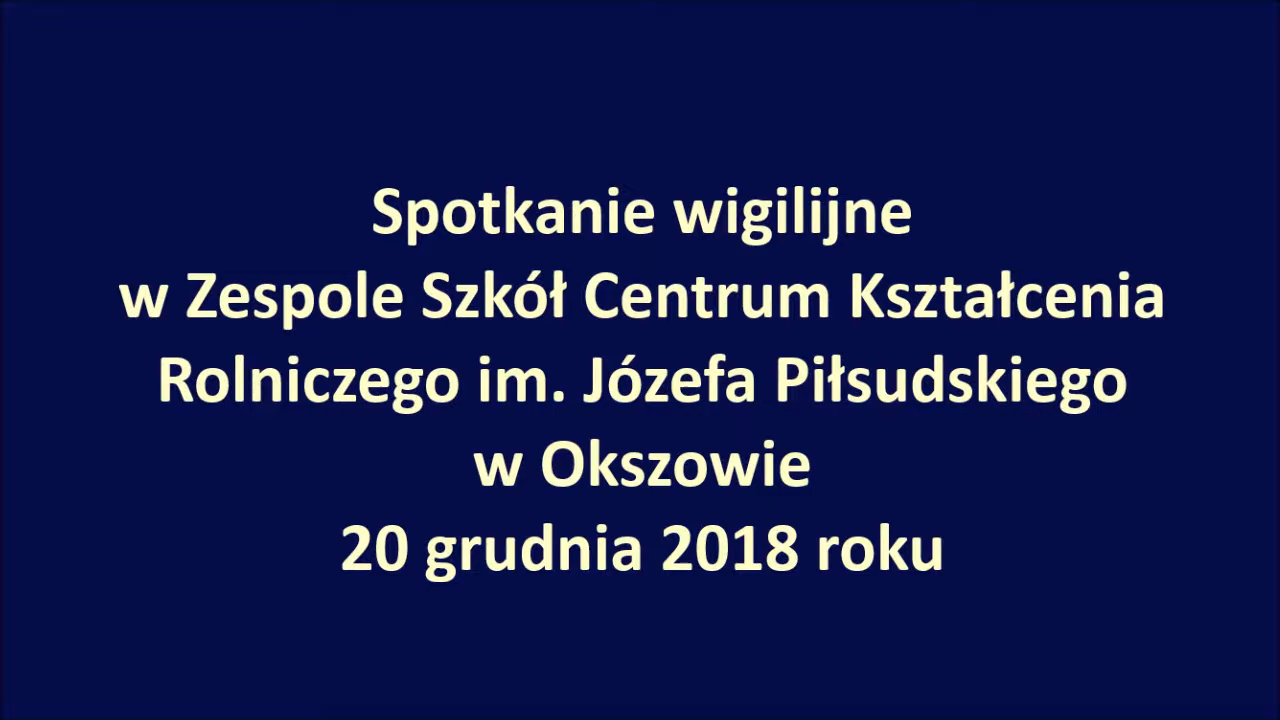 Spotkanie wigilijne
w Zespole Szkół Centrum Kształcenia
Rolniczego im. Józefa Piłsudskiego
w Okszowie
20 grudnia 2018 roku